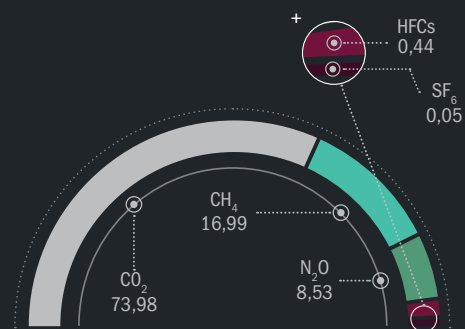 +
HFCs
0,44
SF₆
0,05
CH₄
16,99
N₂O
8,53
CO₂
73,98